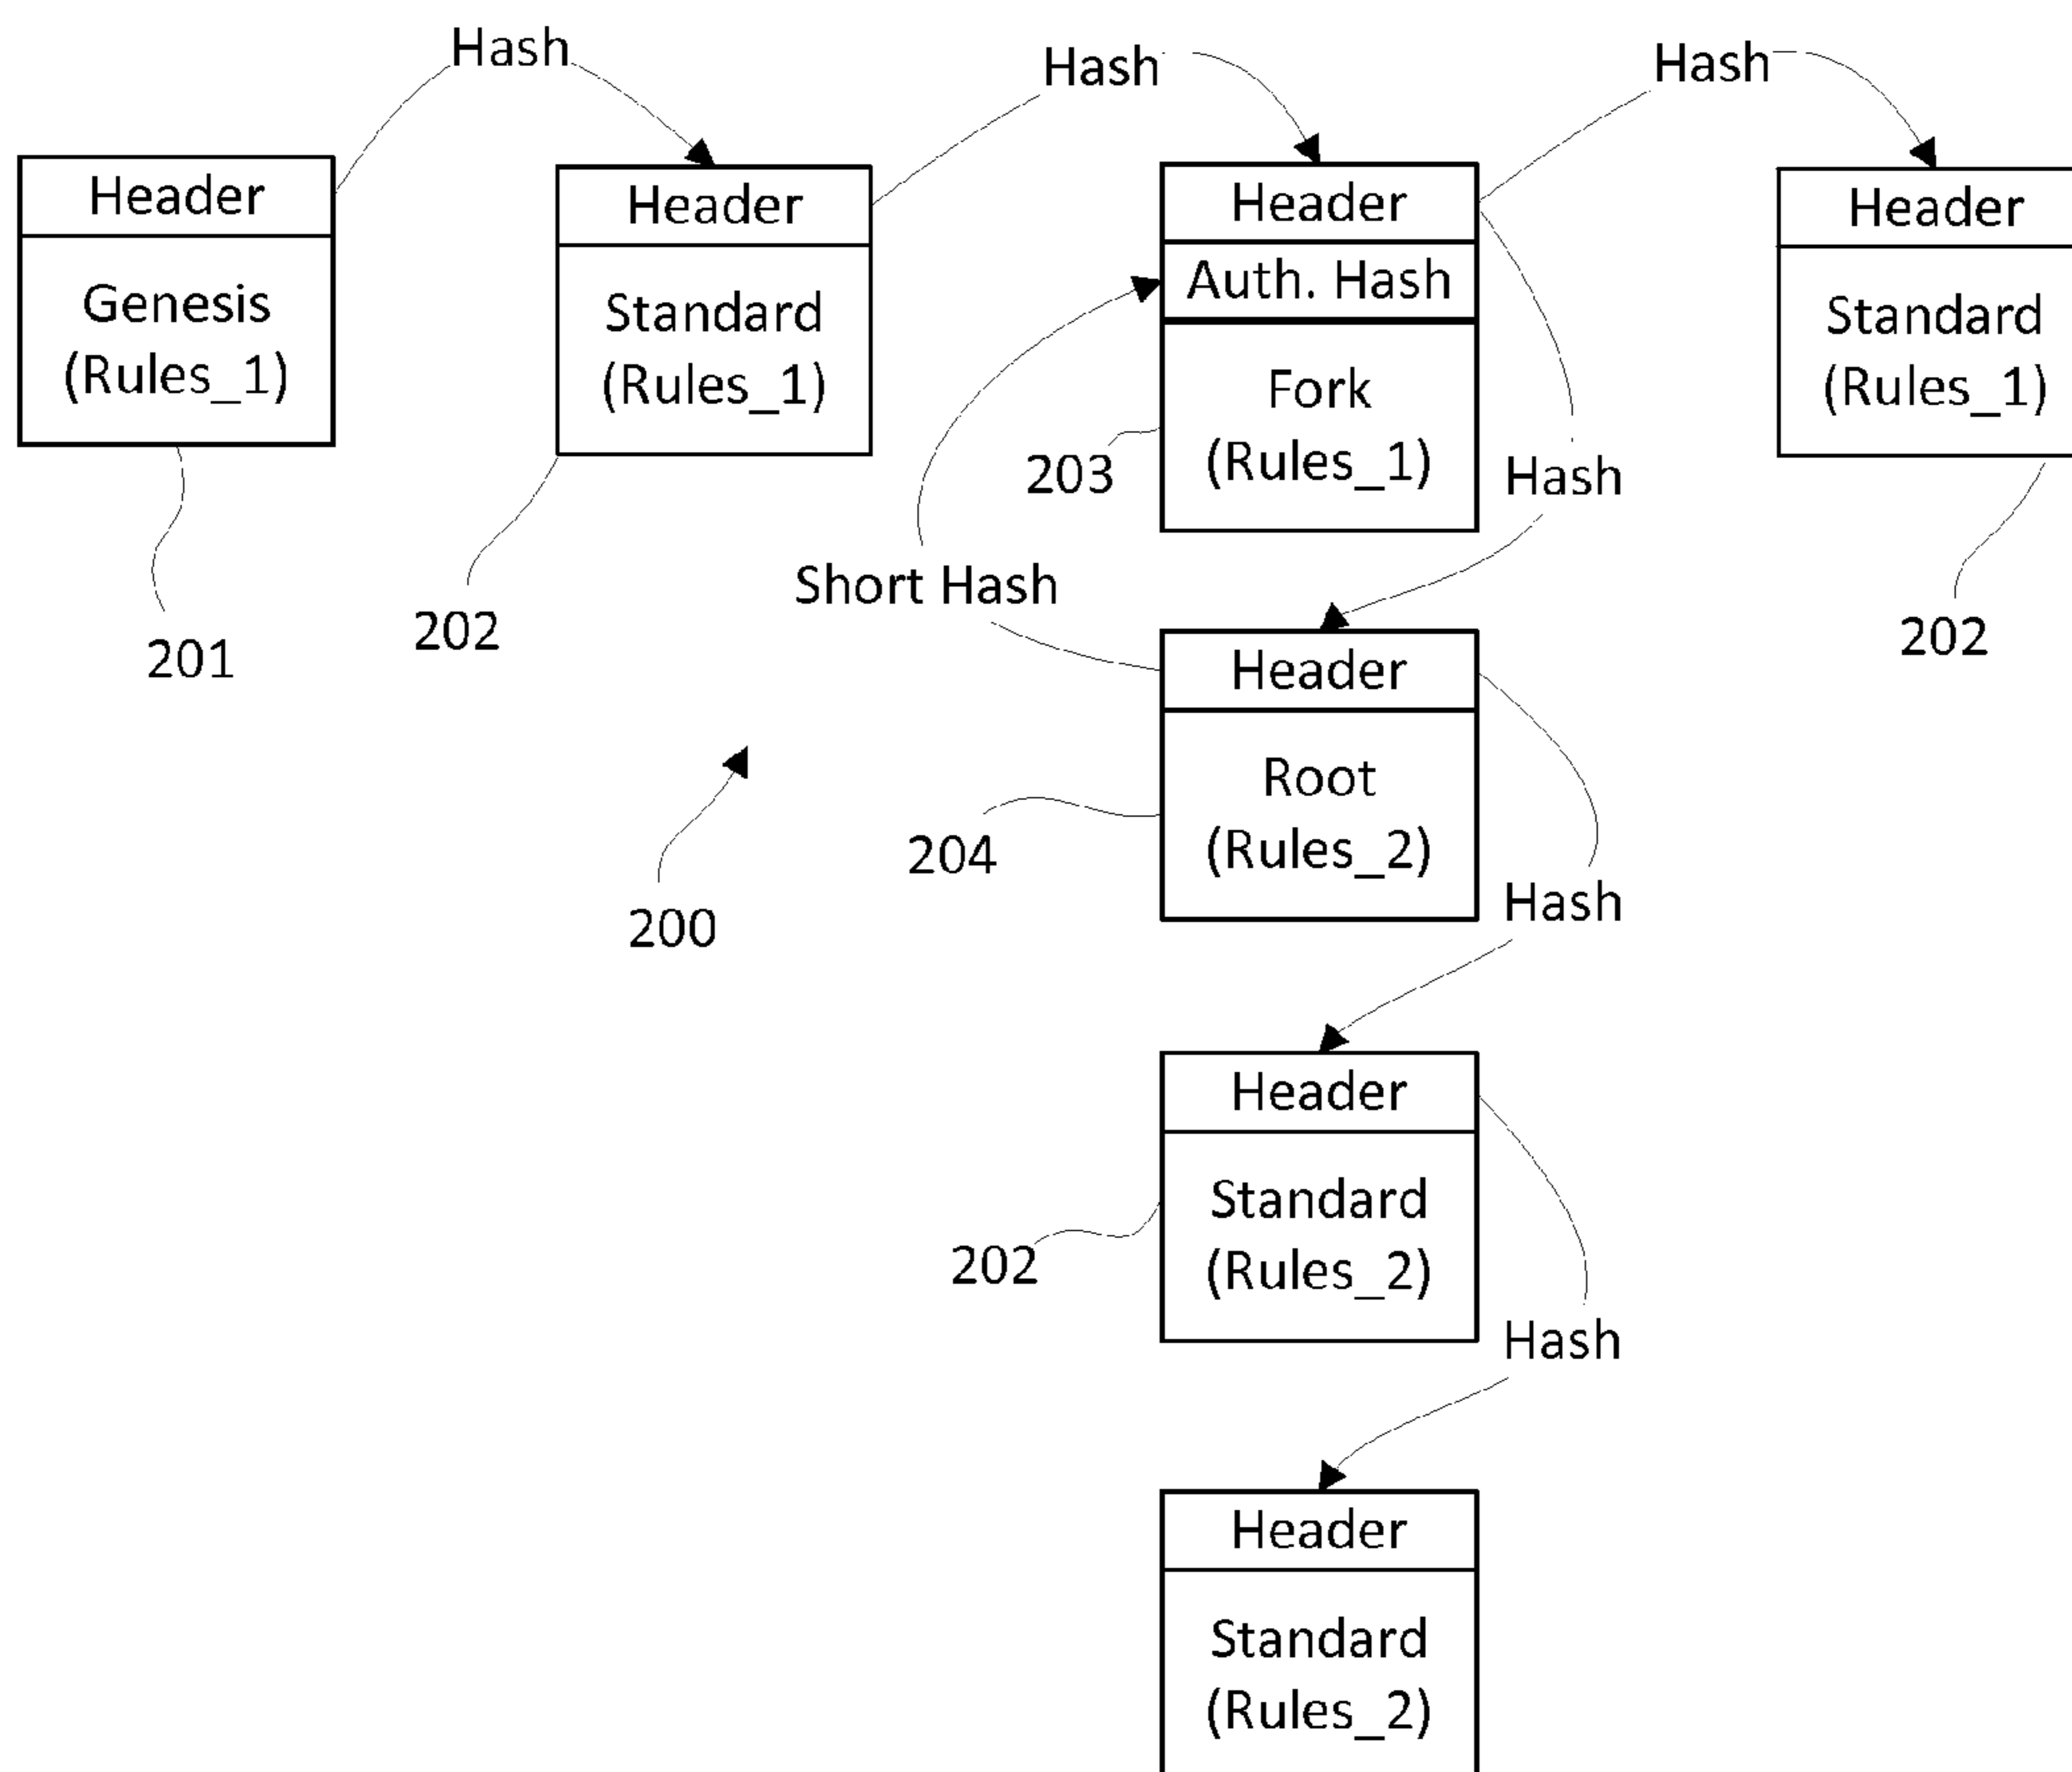 Hash
Hash
Hash
Header
Genesis
(Rules_1)
201
Header
Standard
(Rules_1)
202
Header
Auth. Hash
Fork
(Rules_1)
203
Header
Standard
(Rules_1)
202
Hash
Short Hash
Header
Root
(Rules_2)
204
200
Hash
Header
Standard
(Rules_2)
202
Hash
Header
Standard
(Rules_2)